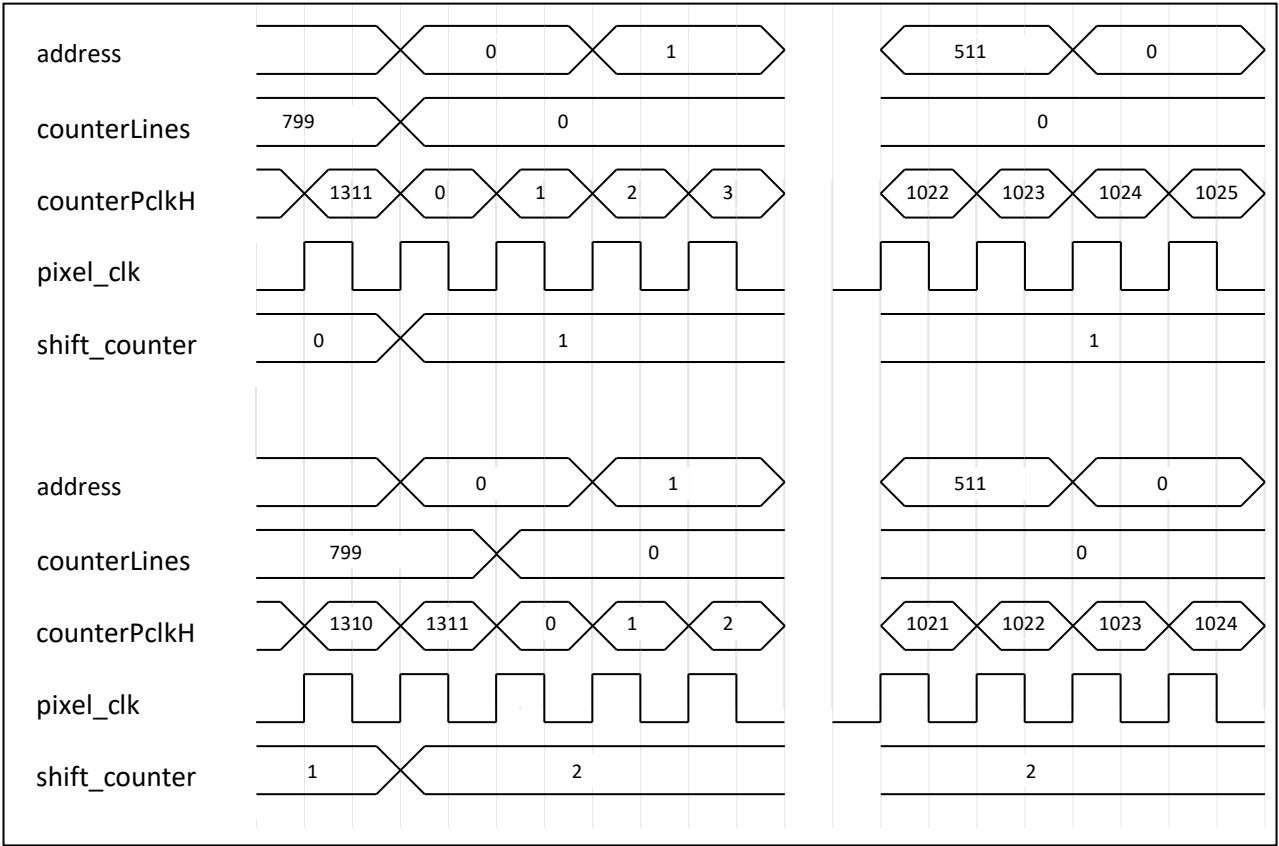 address 0 1 511 0
counterLines 799 0 0
counterPclkH 1311 0 1 2 3 1022 1023 1024 1025
pixel_clk
shift_counter 0 1 1
address 0 1 511 0
counterLines 799 0 0
counterPclkH 1310 1311 0 1 2 1021 1022 1023 1024
pixel_clk
shift_counter 1 2 2